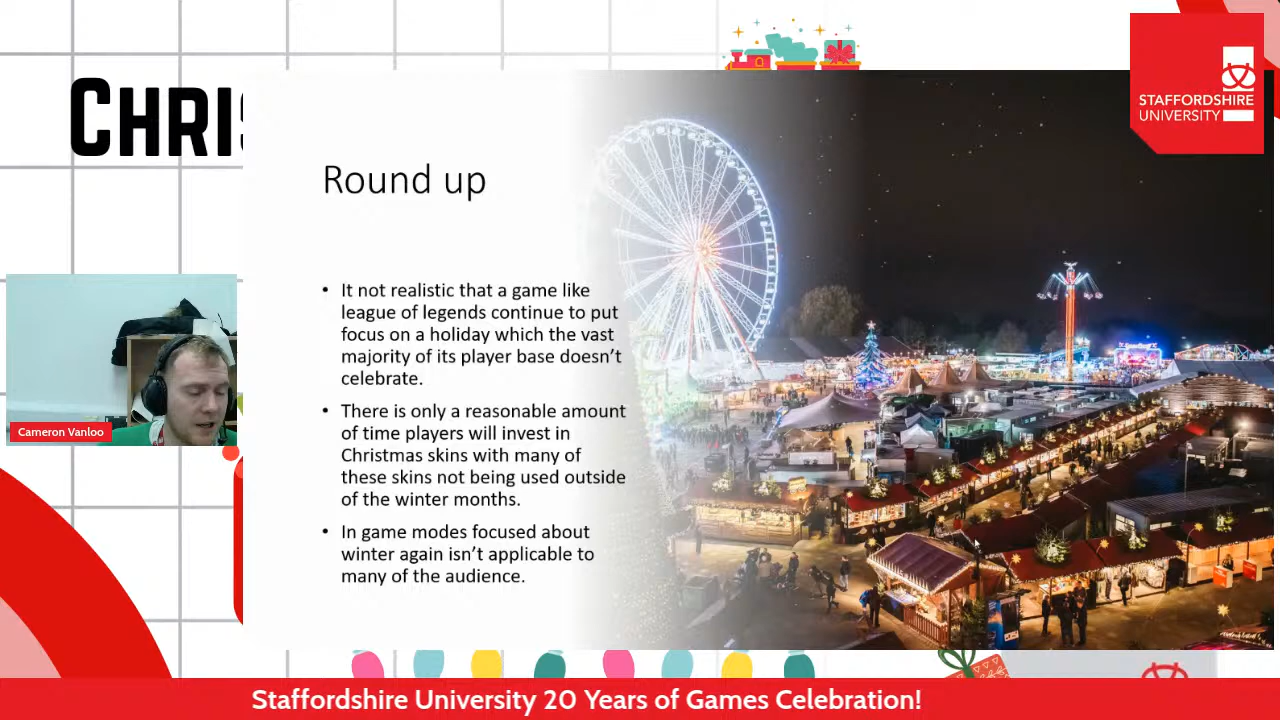 CHRIS
STAFFORDSHIRE
UNIVERSITY
Round up
• It not realistic that a game like
league of legends continue to put
focus on a holiday which the vast
majority of its player base doesn’t
celebrate.
• There is only a reasonable amount
of time players will invest in
Christmas skins with many of
these skins not being used outside
of the winter months.
• In game modes focused about
winter again isn’t applicable to
many of the audience.
Cameron Vanloo
Staffordshire University 20 Years of Games Celebration!